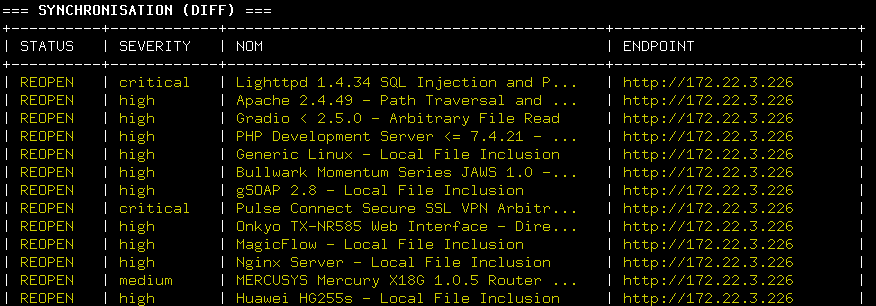 === SYNCHRONISATION (DIFF) ===
| STATUS | SEVERITY | NOM | ENDPOINT |
| REOPEN | critical | Lighttpd 1.4.34 SQL Injection and P... | http://172.22.3.226 |
| REOPEN | high | Apache 2.4.49 - Path Traversal and ... | http://172.22.3.226 |
| REOPEN | high | Gradio < 2.5.0 - Arbitrary File Read | http://172.22.3.226 |
| REOPEN | high | PHP Development Server <= 7.4.21 - ... | http://172.22.3.226 |
| REOPEN | high | Generic Linux - Local File Inclusion | http://172.22.3.226 |
| REOPEN | high | Bullwark Momentum Series JAWS 1.0 -... | http://172.22.3.226 |
| REOPEN | high | gSOAP 2.8 - Local File Inclusion | http://172.22.3.226 |
| REOPEN | critical | Pulse Connect Secure SSL VPN Arbitr... | http://172.22.3.226 |
| REOPEN | high | Onkyo TX-NR585 Web Interface - Dire... | http://172.22.3.226 |
| REOPEN | high | MagicFlow - Local File Inclusion | http://172.22.3.226 |
| REOPEN | high | Nginx Server - Local File Inclusion | http://172.22.3.226 |
| REOPEN | medium | MERCUSYS Mercury X18G 1.0.5 Router ... | http://172.22.3.226 |
| REOPEN | high | Huawei HG255s - Local File Inclusion | http://172.22.3.226 |